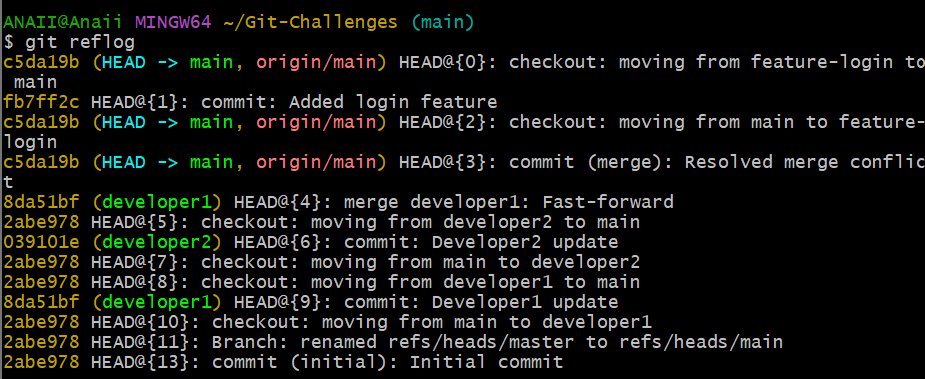 ANAII@Anaii MINGW64 ~/Git-Challenges (main)
$ git reflog
c5da19b (HEAD -> main, origin/main) HEAD@{0}: checkout: moving from feature-login to
 main
fb7ff2c HEAD@{1}: commit: Added login feature
c5da19b (HEAD -> main, origin/main) HEAD@{2}: checkout: moving from main to feature-
login
c5da19b (HEAD -> main, origin/main) HEAD@{3}: commit (merge): Resolved merge conflic
t
8da51bf (developer1) HEAD@{4}: merge developer1: Fast-forward
2abe978 HEAD@{5}: checkout: moving from developer2 to main
039101e (developer2) HEAD@{6}: commit: Developer2 update
2abe978 HEAD@{7}: checkout: moving from main to developer2
2abe978 HEAD@{8}: checkout: moving from developer1 to main
8da51bf (developer1) HEAD@{9}: commit: Developer1 update
2abe978 HEAD@{10}: checkout: moving from main to developer1
2abe978 HEAD@{11}: Branch: renamed refs/heads/master to refs/heads/main
2abe978 HEAD@{13}: commit (initial): Initial commit